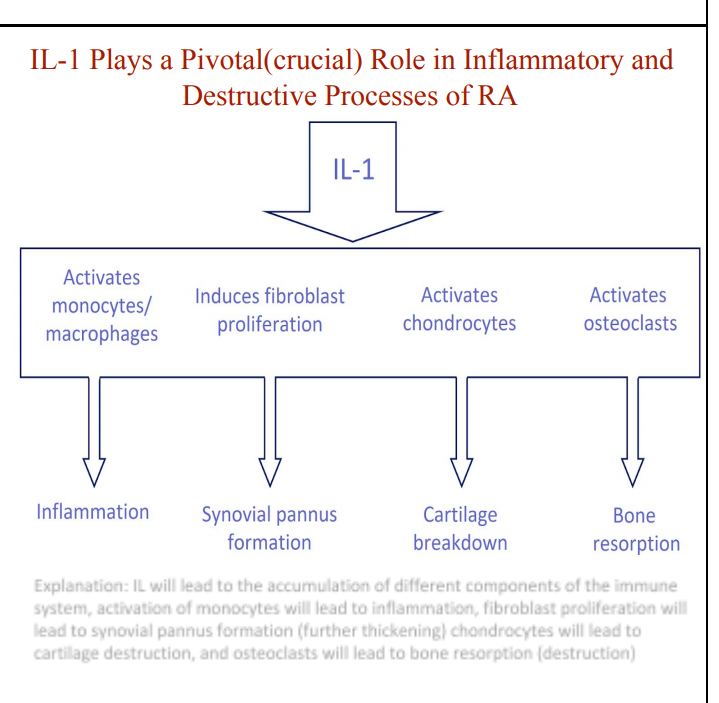 IL-1 Plays a Pivotal(crucial) Role in Inflammatory and
Destructive Processes of RA
IL-1
Activates
monocytes/
macrophages
Induces fibroblast
proliferation
Activates
chondrocytes
Activates
osteoclasts
Inflammation
Synovial pannus
formation
Cartilage
breakdown
Bone
resorption
Explanation: IL will lead to the accumulation of different components of the immune
system, activation of monocytes will lead to inflammation, fibroblast proliferation will
lead to synovial pannus formation (further thickening) chondrocytes will lead to
cartilage destruction, and osteoclasts will lead to bone resorption (destruction)